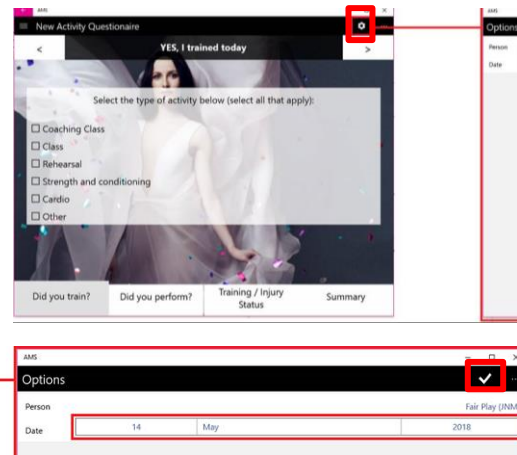 AMS
New Activity Questionaire
<
YES, I trained today
>
Select the type of activity below (select all that apply):
Coaching Class
Class
Rehearsal
Strength and conditioning
Cardio
Other
Did you train?
Did you perform?
Training / Injury
Status
Summary
AMS
Options
Person
Date
AMS
Options
Person
Fair Play (JNM
Date
14
May
2018